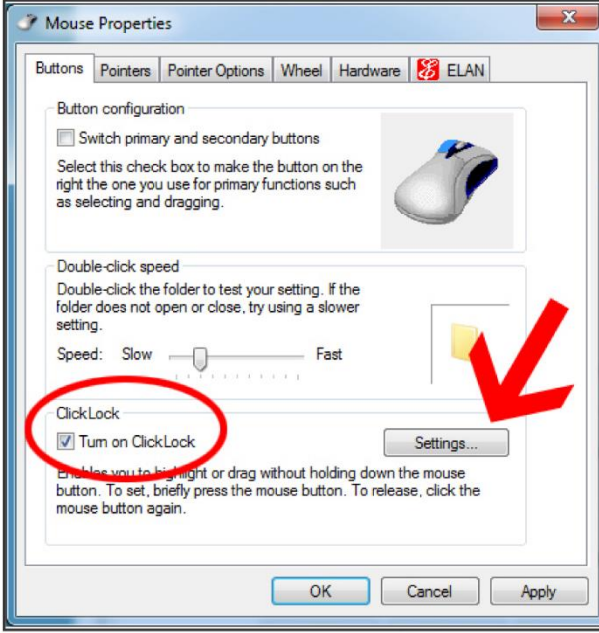 Mouse Properties
Buttons Pointers Pointer Options Wheel Hardware ELAN
Button configuration
Switch primary and secondary buttons
Select this check box to make the button on the
right the one you use for primary functions such
as selecting and dragging.
Double-click speed
Double-click the folder to test your setting. If the
folder does not open or close, try using a slower
setting.
Speed: Slow Fast
ClickLock
Turn on ClickLock
Settings...
Enables you to highlight or drag without holding down the mouse
button. To set, briefly press the mouse button. To release, click the
mouse button again.
OK Cancel Apply